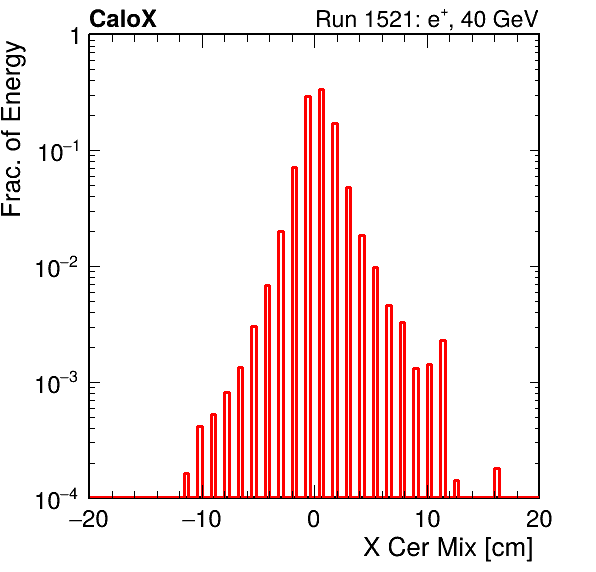 CaloX Run 1521: e⁺, 40 GeV
Frac. of Energy
1
10⁻¹
10⁻²
10⁻³
10⁻⁴
−20 −10 0 10 20
X Cer Mix [cm]